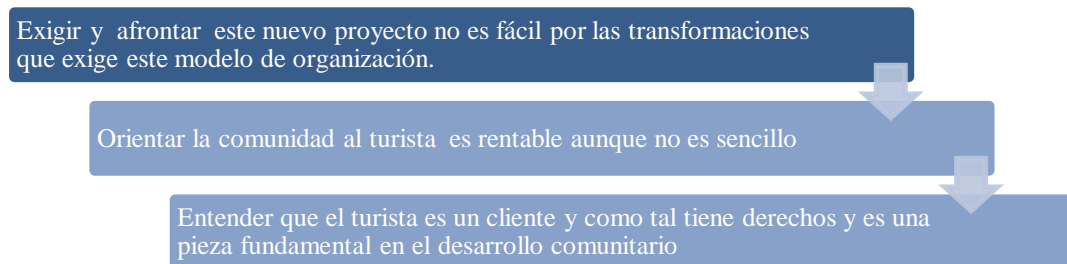 Exigir y afrontar este nuevo proyecto no es fácil por las transformaciones
que exige este modelo de organización.
Orientar la comunidad al turista es rentable aunque no es sencillo
Entender que el turista es un cliente y como tal tiene derechos y es una
pieza fundamental en el desarrollo comunitario